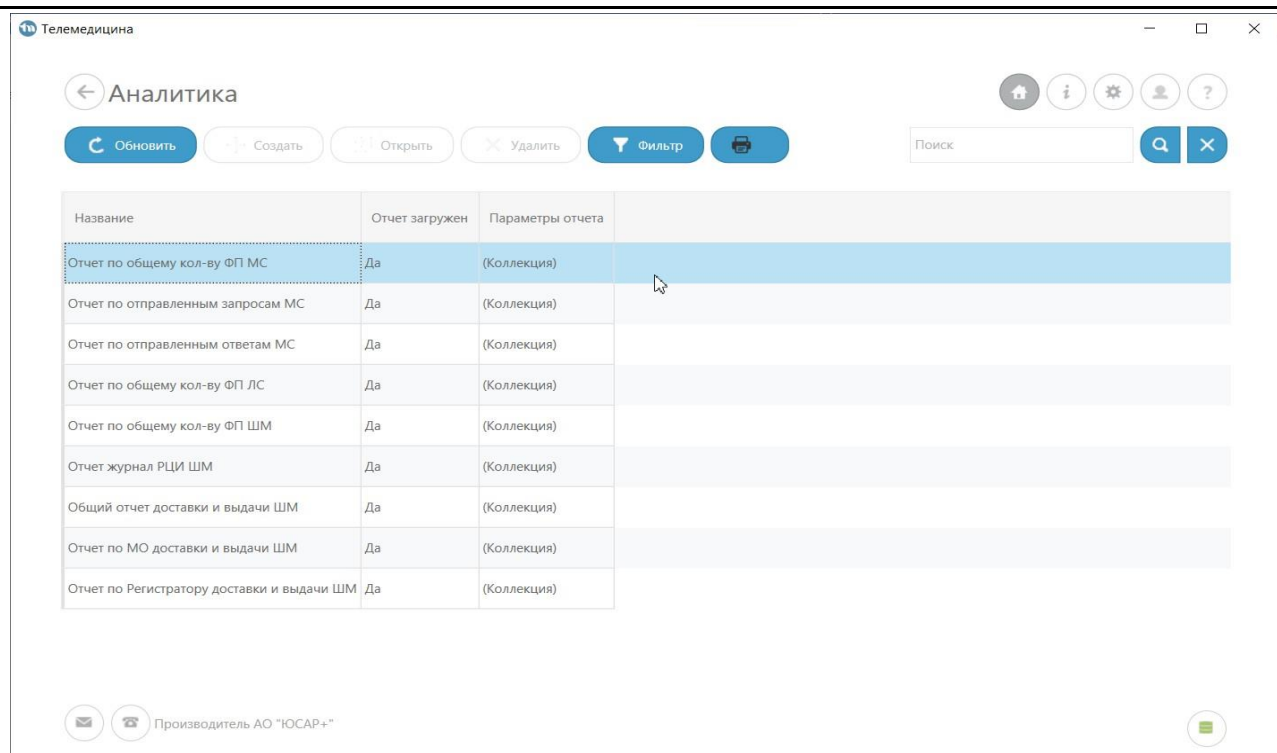 Телемедицина
Аналитика
Обновить Создать Открыть Удалить Фильтр Поиск
Название Отчет загружен Параметры отчета
Отчет по общему кол-ву ФП МС Да (Коллекция)
Отчет по отправленным запросам МС Да (Коллекция)
Отчет по отправленным ответам МС Да (Коллекция)
Отчет по общему кол-ву ФП ЛС Да (Коллекция)
Отчет по общему кол-ву ФП ШМ Да (Коллекция)
Отчет журнал РЦИ ШМ Да (Коллекция)
Общий отчет доставки и выдачи ШМ Да (Коллекция)
Отчет по МО доставки и выдачи ШМ Да (Коллекция)
Отчет по Регистратору доставки и выдачи ШМ Да (Коллекция)
Производитель АО "ЮСАР+"